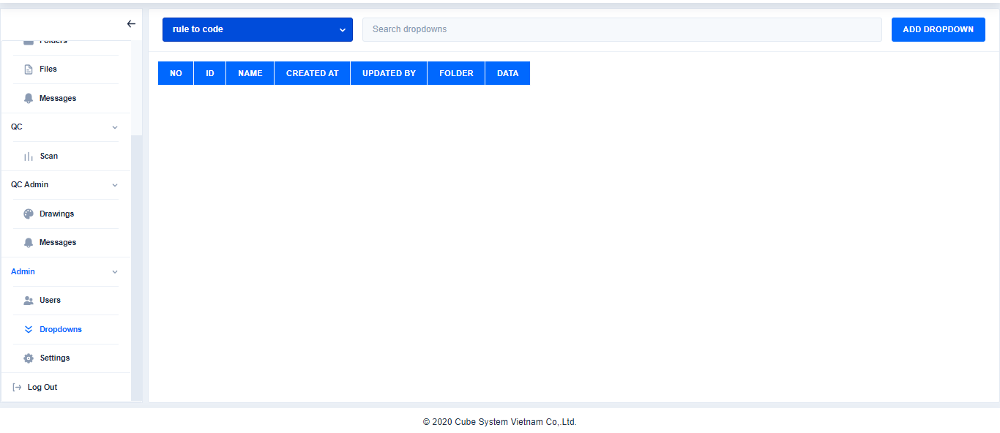 rule to code
Search dropdowns
ADD DROPDOWN
Folders
Files
Messages
QC
Scan
QC Admin
Drawings
Messages
Admin
Users
Dropdowns
Settings
Log Out
NO ID NAME CREATED AT UPDATED BY FOLDER DATA
© 2020 Cube System Vietnam Co,.Ltd.